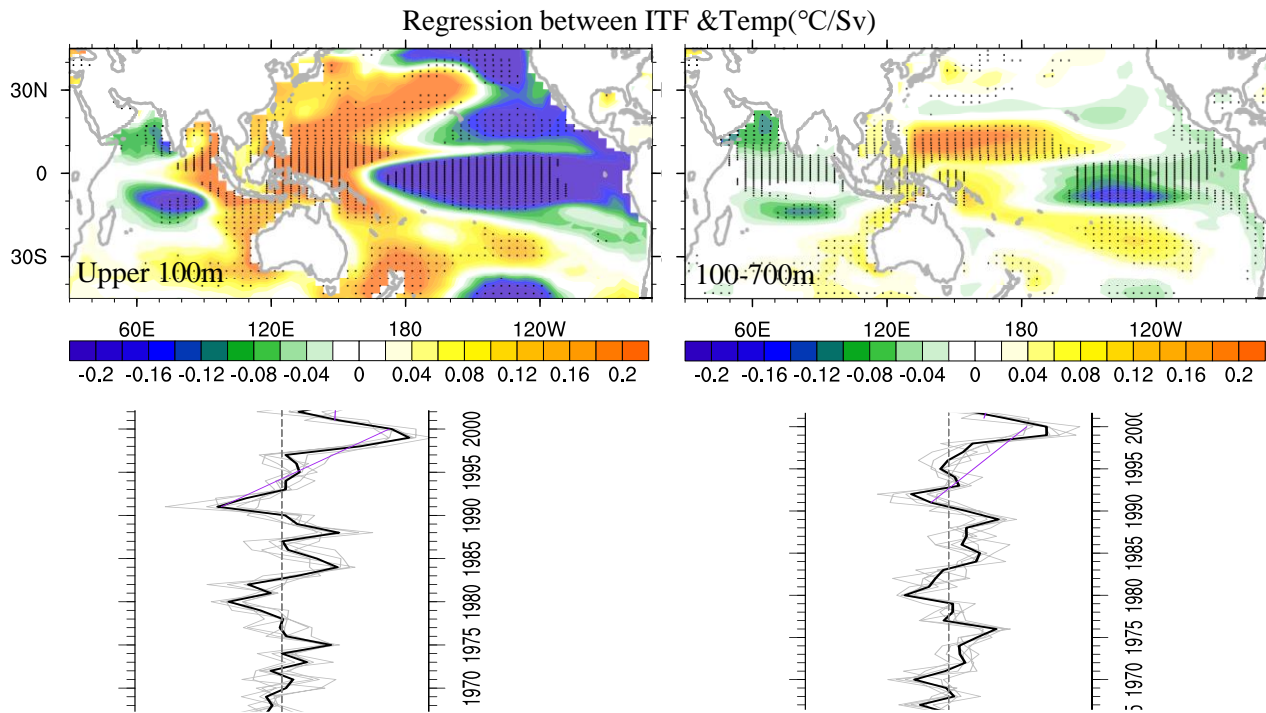 Regression between ITF &Temp(°C/Sv)
30N
0
30S
Upper 100m
100-700m
60E 120E 180 120W
60E 120E 180 120W
-0.2 -0.16 -0.12 -0.08 -0.04 0 0.04 0.08 0.12 0.16 0.2
-0.2 -0.16 -0.12 -0.08 -0.04 0 0.04 0.08 0.12 0.16 0.2
1970 1975 1980 1985 1990 1995 2000
1970 1975 1980 1985 1990 1995 200